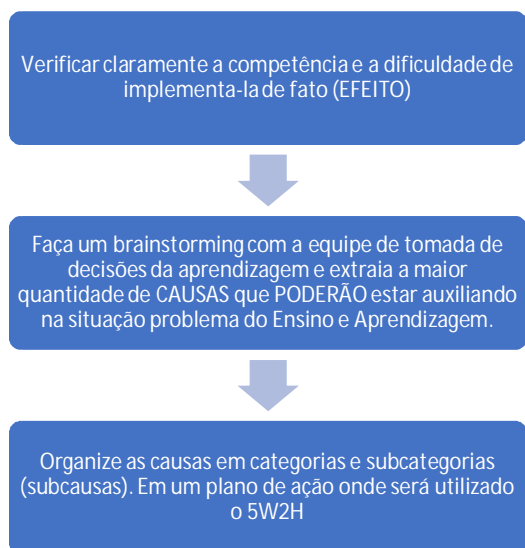 Verificar claramente a competência e a dificuldade de
implementa-la de fato (EFEITO)
Faça um brainstorming com a equipe de tomada de
decisões da aprendizagem e extraia a maior
quantidade de CAUSAS que PODERÃO estar auxiliando
na situação problema do Ensino e Aprendizagem.
Organize as causas em categorias e subcategorias
(subcausas). Em um plano de ação onde será utilizado
o 5W2H